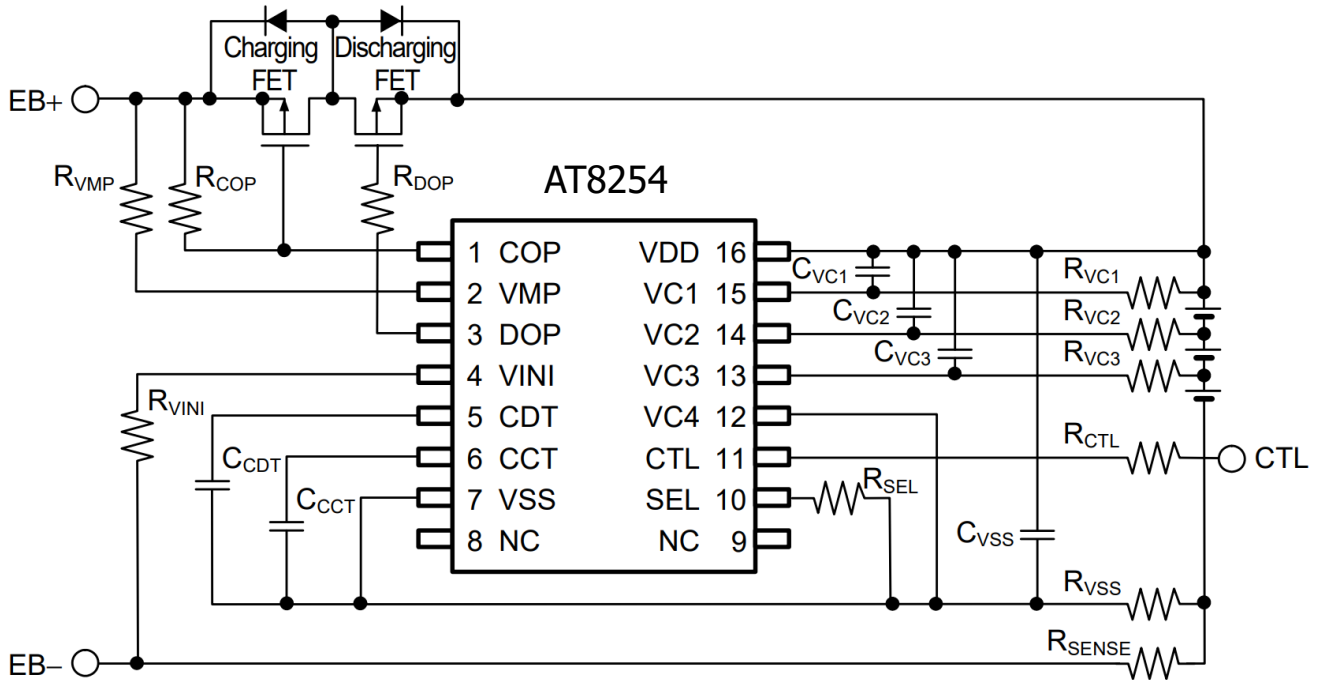 Charging Discharging
FET FET
EB+
RVMP RCOP RDOP
AT8254
1 COP VDD 16
2 VMP VC1 15
3 DOP VC2 14
4 VINI VC3 13
5 CDT VC4 12
6 CCT CTL 11
7 VSS SEL 10
8 NC NC 9
CVC1 RVC1
CVC2 RVC2
CVC3 RVC3
RVINI
CCDT
CCCT
RCTL CTL
RSEL
CVSS
RVSS
RSENSE
EB−